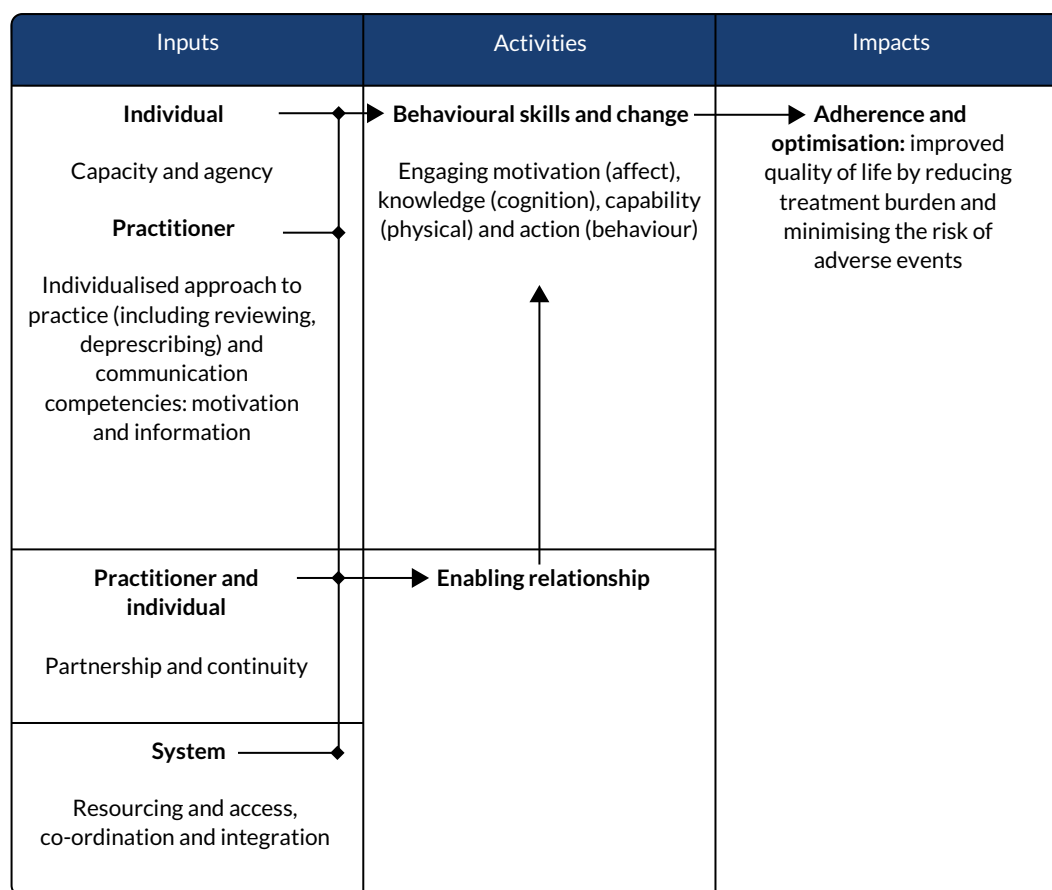 Inputs
Activities
Impacts
Individual
Capacity and agency
Practitioner
Individualised approach to
practice (including reviewing,
deprescribing) and
communication
competencies: motivation
and information
Practitioner and
individual
Partnership and continuity
System
Resourcing and access,
co-ordination and integration
Behavioural skills and change
Engaging motivation (affect),
knowledge (cognition), capability
(physical) and action (behaviour)
Enabling relationship
Adherence and
optimisation: improved
quality of life by reducing
treatment burden and
minimising the risk of
adverse events